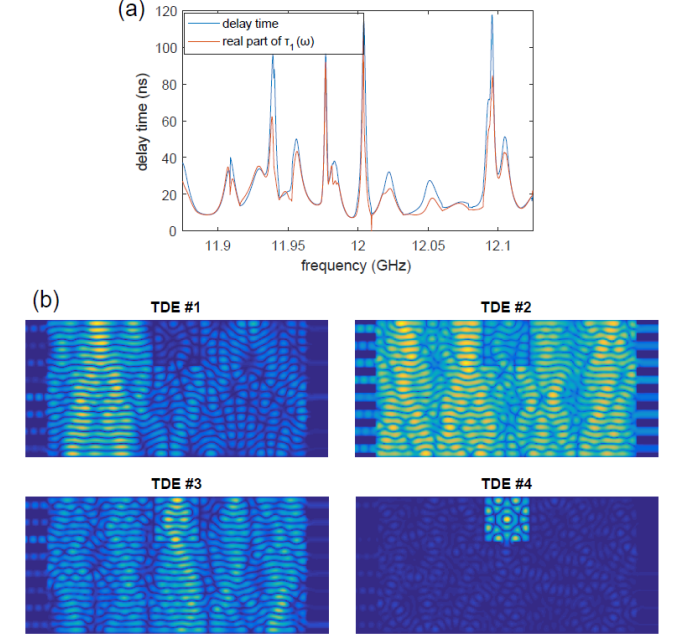 (a)
delay time
real part of τ1(ω)
120
100
80
60
40
20
0
delay time (ns)
11.9
11.95
12
12.05
12.1
frequency (GHz)
(b)
TDE #1
TDE #2
TDE #3
TDE #4